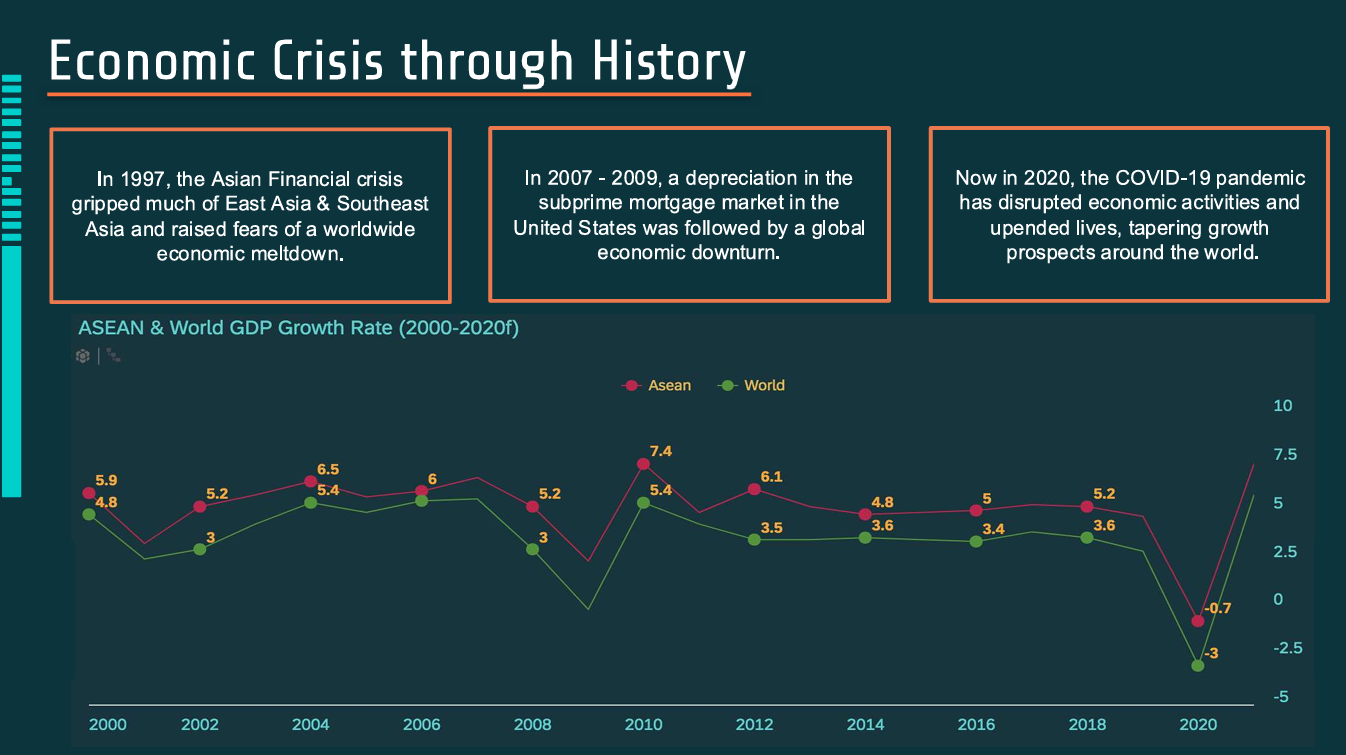 Economic Crisis through History
In 1997, the Asian Financial crisis
gripped much of East Asia & Southeast
Asia and raised fears of a worldwide
economic meltdown.
In 2007 - 2009, a depreciation in the
subprime mortgage market in the
United States was followed by a global
economic downturn.
Now in 2020, the COVID-19 pandemic
has disrupted economic activities and
upended lives, tapering growth
prospects around the world.
ASEAN & World GDP Growth Rate (2000-2020f)
Asean World
10
7.5
5
2.5
0
-2.5
-5
5.9
5.2
6.5
6
5.2
7.4
6.1
4.8
5
5.2
-0.7
4.8
3
5.4
3
5.4
3.5
3.6
3.4
3.6
-3
2000 2002 2004 2006 2008 2010 2012 2014 2016 2018 2020